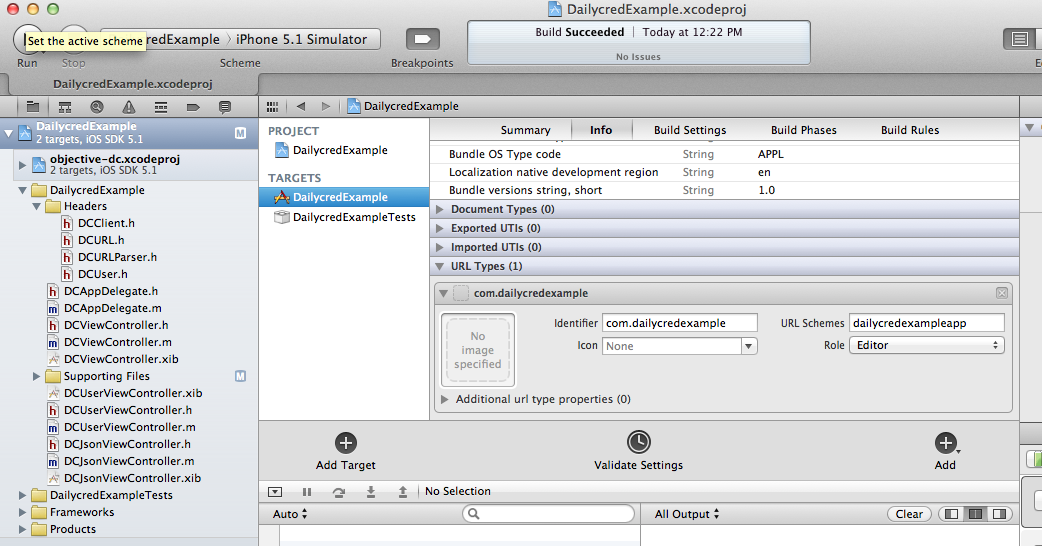 DailycredExample.xcodeproj
Set the active scheme
redExample 〉 iPhone 5.1 Simulator
Run
Stop
Scheme
Breakpoints
Build Succeeded | Today at 12:22 PM
No Issues
DailycredExample.xcodeproj
DailycredExample
2 targets, iOS SDK 5.1
M
objective-dc.xcodeproj
2 targets, iOS SDK 5.1
DailycredExample
Headers
h DCClient.h
h DCURL.h
h DCURLParser.h
h DCUser.h
h DCAppDelegate.h
m DCAppDelegate.m
h DCViewController.h
m DCViewController.m
DCViewController.xib
Supporting Files
M
DCUserViewController.xib
h DCUserViewController.h
m DCUserViewController.m
h DCJsonViewController.h
m DCJsonViewController.m
DCJsonViewController.xib
DailycredExampleTests
Frameworks
Products
DailycredExample
PROJECT
DailycredExample
TARGETS
DailycredExample
DailycredExampleTests
Summary Info Build Settings Build Phases Build Rules
Bundle OS Type code String APPL
Localization native development region String en
Bundle versions string, short String 1.0
Document Types (0)
Exported UTIs (0)
Imported UTIs (0)
URL Types (1)
com.dailycredexample
No
image
specified
Identifier com.dailycredexample URL Schemes dailycredexampleapp
Icon None Role Editor
Additional url type properties (0)
Add Target Validate Settings Add
No Selection
Auto All Output Clear